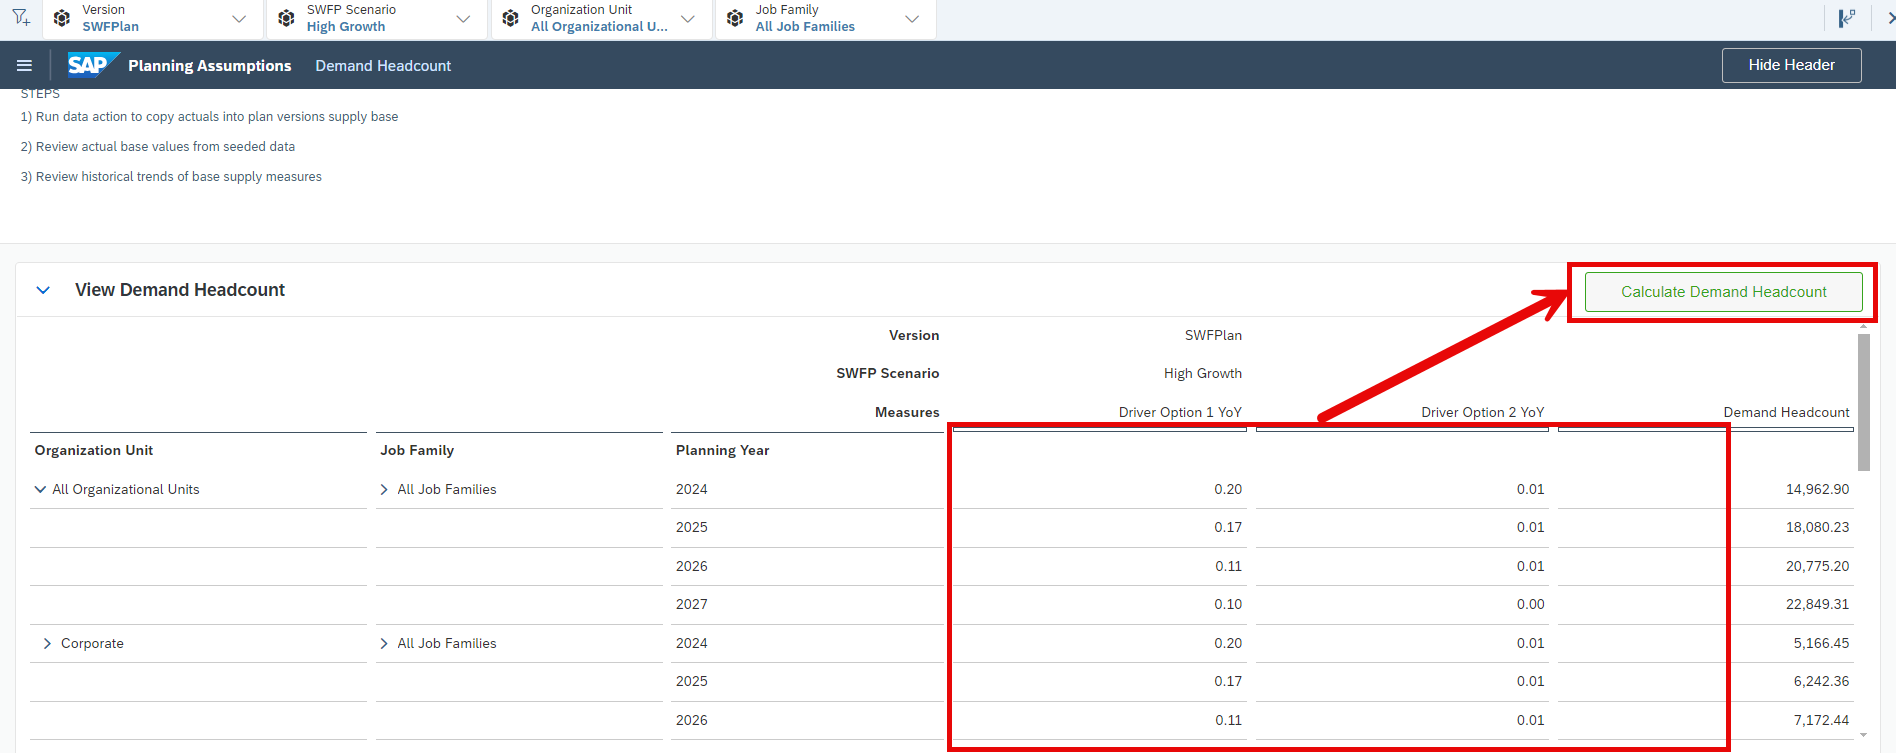 Version
SWFPlan
SWFP Scenario
High Growth
Organization Unit
All Organizational U...
Job Family
All Job Families
SAP Planning Assumptions Demand Headcount Hide Header
STEPS
1) Run data action to copy actuals into plan versions supply base
2) Review actual base values from seeded data
3) Review historical trends of base supply measures
View Demand Headcount Calculate Demand Headcount
Version SWFPlan
SWFP Scenario High Growth
Measures Driver Option 1 YoY Driver Option 2 YoY Demand Headcount
Organization Unit Job Family Planning Year
All Organizational Units All Job Families 2024 0.20 0.01 14,962.90
2025 0.17 0.01 18,080.23
2026 0.11 0.01 20,775.20
2027 0.10 0.00 22,849.31
Corporate All Job Families 2024 0.20 0.01 5,166.45
2025 0.17 0.01 6,242.36
2026 0.11 0.01 7,172.44